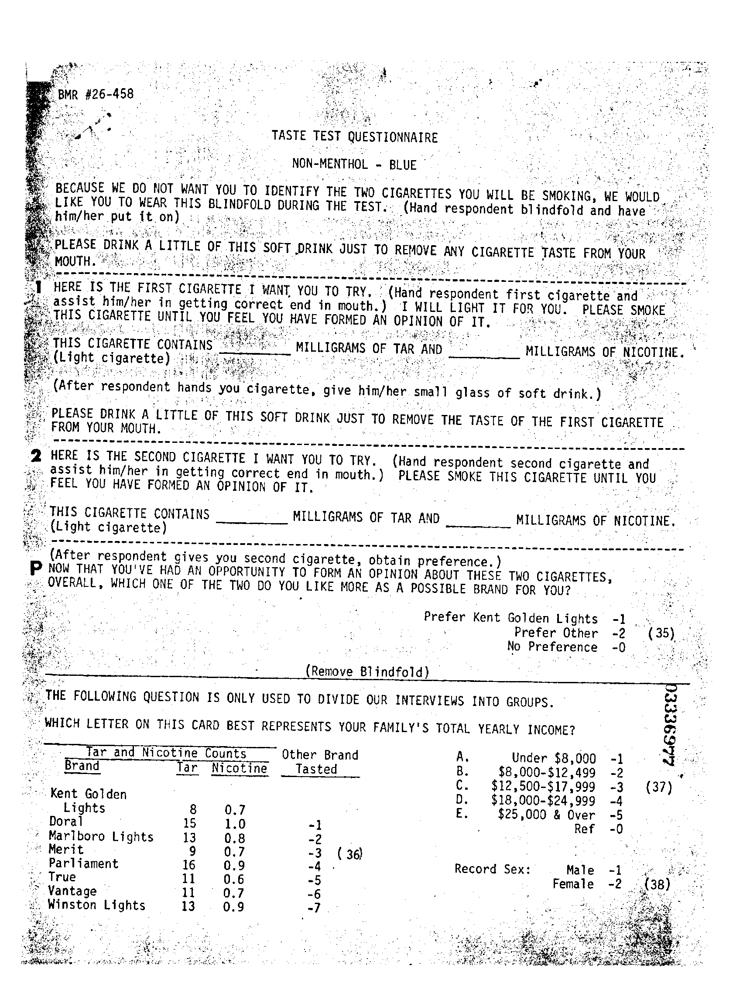 BMR #26-458
TASTE TEST QUESTIONNAIRE
NON-MENTHOL - BLUE
BECAUSE WE DO NOT WANT YOU TO IDENTIFY THE TWO CIGARETTES YOU WILL BE SMOKING, WE WOULD
LIKE YOU TO WEAR THIS BLINDFOLD DURING THE TEST. (Hand respondent blindfold and have
him/her put it on)
PLEASE DRINK A LITTLE OF THIS SOFT DRINK JUST TO REMOVE ANY CIGARETTE TASTE FROM YOUR
MOUTH.
1 HERE IS THE FIRST CIGARETTE I WANT YOU TO TRY. (Hand respondent first cigarette and
assist him/her in getting correct end in mouth.) I WILL LIGHT IT FOR YOU. PLEASE SMOKE
THIS CIGARETTE UNTIL YOU FEEL YOU HAVE FORMED AN OPINION OF IT.
THIS CIGARETTE CONTAINS ________ MILLIGRAMS OF TAR AND ________ MILLIGRAMS OF NICOTINE.
(Light cigarette)
(After respondent hands you cigarette, give him/her small glass of soft drink.)
PLEASE DRINK A LITTLE OF THIS SOFT DRINK JUST TO REMOVE THE TASTE OF THE FIRST CIGARETTE
FROM YOUR MOUTH.
2 HERE IS THE SECOND CIGARETTE I WANT YOU TO TRY. (Hand respondent second cigarette and
assist him/her in getting correct end in mouth.) PLEASE SMOKE THIS CIGARETTE UNTIL YOU
FEEL YOU HAVE FORMED AN OPINION OF IT.
THIS CIGARETTE CONTAINS ________ MILLIGRAMS OF TAR AND ________ MILLIGRAMS OF NICOTINE.
(Light cigarette)
(After respondent gives you second cigarette, obtain preference.)
P NOW THAT YOU'VE HAD AN OPPORTUNITY TO FORM AN OPINION ABOUT THESE TWO CIGARETTES,
OVERALL, WHICH ONE OF THE TWO DO YOU LIKE MORE AS A POSSIBLE BRAND FOR YOU?
Prefer Kent Golden Lights -1
Prefer Other -2 (35)
No Preference -0
(Remove Blindfold)
THE FOLLOWING QUESTION IS ONLY USED TO DIVIDE OUR INTERVIEWS INTO GROUPS.
WHICH LETTER ON THIS CARD BEST REPRESENTS YOUR FAMILY'S TOTAL YEARLY INCOME?
Tar and Nicotine Counts Other Brand
Brand Tar Nicotine Tasted
Kent Golden
Lights 8 0.7
Doral 15 1.0 -1
Marlboro Lights 13 0.8 -2
Merit 9 0.7 -3 (36)
Parliament 16 0.9 -4
True 11 0.6 -5
Vantage 11 0.7 -6
Winston Lights 13 0.9 -7
A. Under $8,000 -1
B. $8,000-$12,499 -2
C. $12,500-$17,999 -3 (37)
D. $18,000-$24,999 -4
E. $25,000 & Over -5
Ref -0
Record Sex: Male -1
Female -2 (38)
03336977